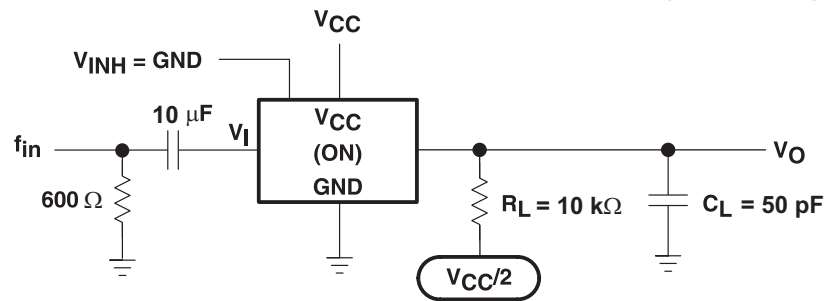 VCC
VINH = GND
10 μF
VI
VCC
(ON)
GND
fin
VO
600 Ω
RL = 10 kΩ
CL = 50 pF
VCC/2